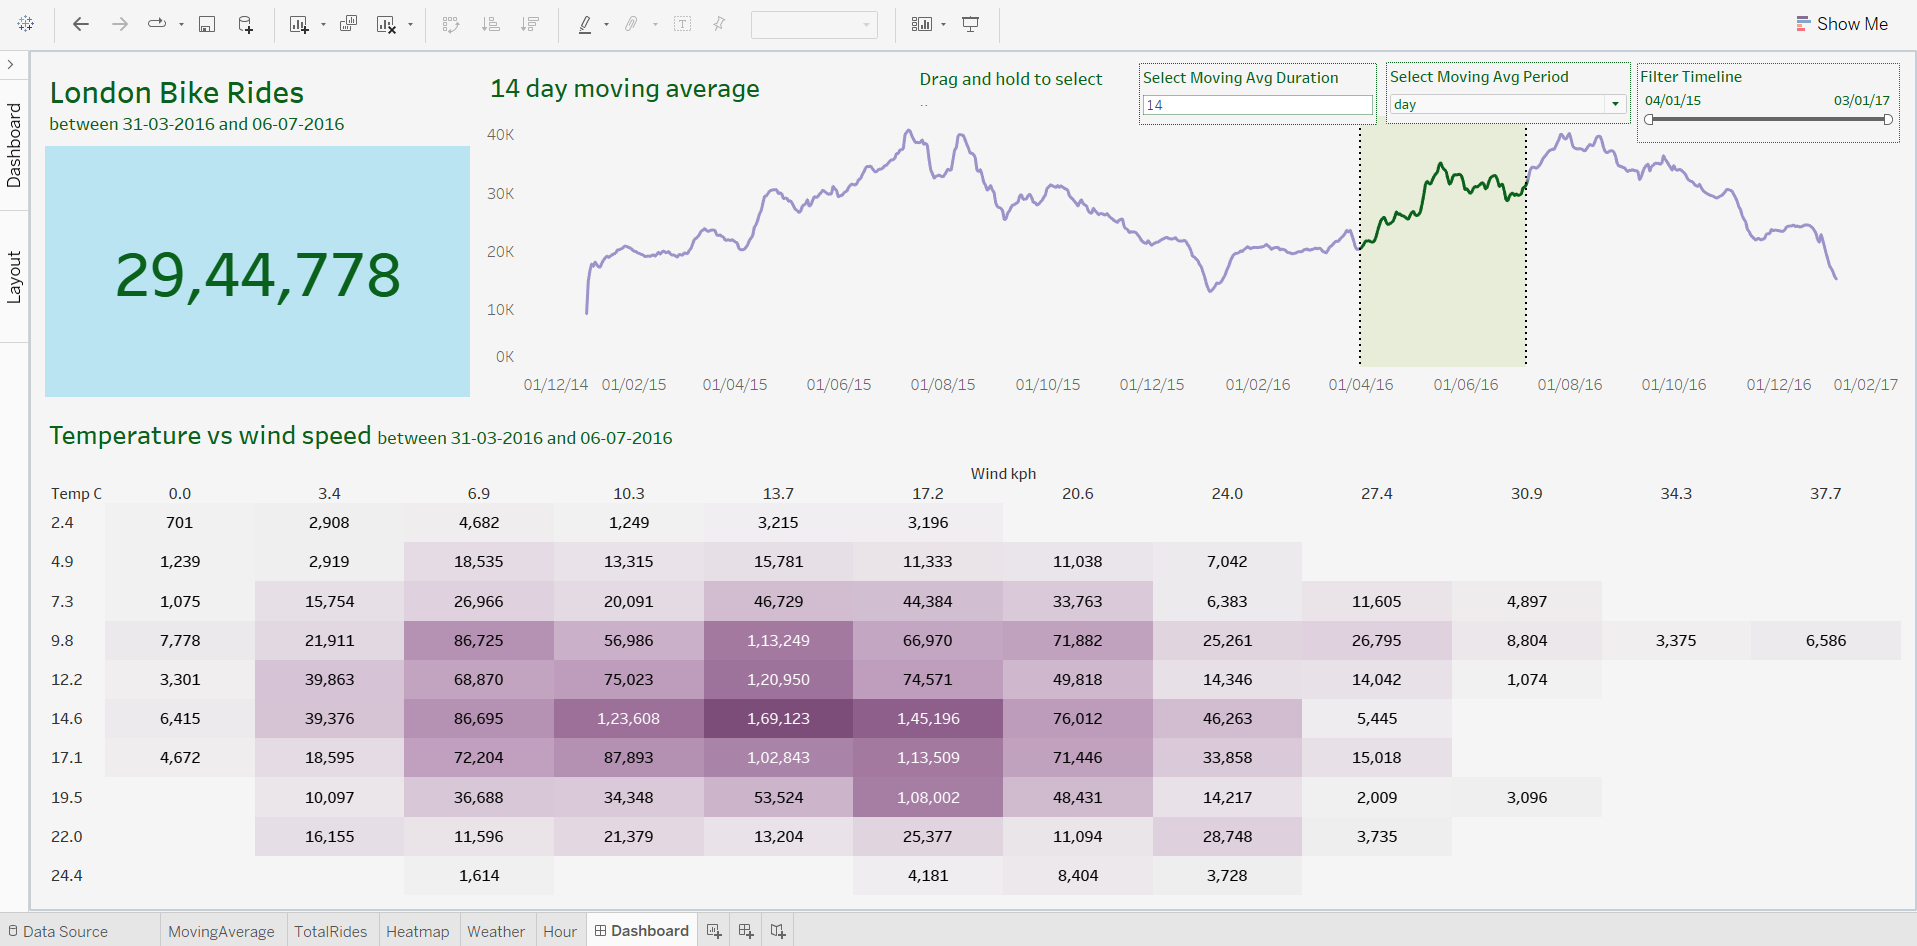 Show Me
Dashboard
Layout
London Bike Rides
between 31-03-2016 and 06-07-2016
29,44,778
14 day moving average
Drag and hold to select
..
Select Moving Avg Duration
14
Select Moving Avg Period
day
Filter Timeline
04/01/15 03/01/17
40K
30K
20K
10K
0K
01/12/14 01/02/15 01/04/15 01/06/15 01/08/15 01/10/15 01/12/15 01/02/16 01/04/16 01/06/16 01/08/16 01/10/16 01/12/16 01/02/17
Temperature vs wind speed between 31-03-2016 and 06-07-2016
Wind kph
Temp C 0.0 3.4 6.9 10.3 13.7 17.2 20.6 24.0 27.4 30.9 34.3 37.7
2.4 701 2,908 4,682 1,249 3,215 3,196
4.9 1,239 2,919 18,535 13,315 15,781 11,333 11,038 7,042
7.3 1,075 15,754 26,966 20,091 46,729 44,384 33,763 6,383 11,605 4,897
9.8 7,778 21,911 86,725 56,986 1,13,249 66,970 71,882 25,261 26,795 8,804 3,375 6,586
12.2 3,301 39,863 68,870 75,023 1,20,950 74,571 49,818 14,346 14,042 1,074
14.6 6,415 39,376 86,695 1,23,608 1,69,123 1,45,196 76,012 46,263 5,445
17.1 4,672 18,595 72,204 87,893 1,02,843 1,13,509 71,446 33,858 15,018
19.5 10,097 36,688 34,348 53,524 1,08,002 48,431 14,217 2,009 3,096
22.0 16,155 11,596 21,379 13,204 25,377 11,094 28,748 3,735
24.4 1,614 4,181 8,404 3,728
Data Source MovingAverage TotalRides Heatmap Weather Hour Dashboard